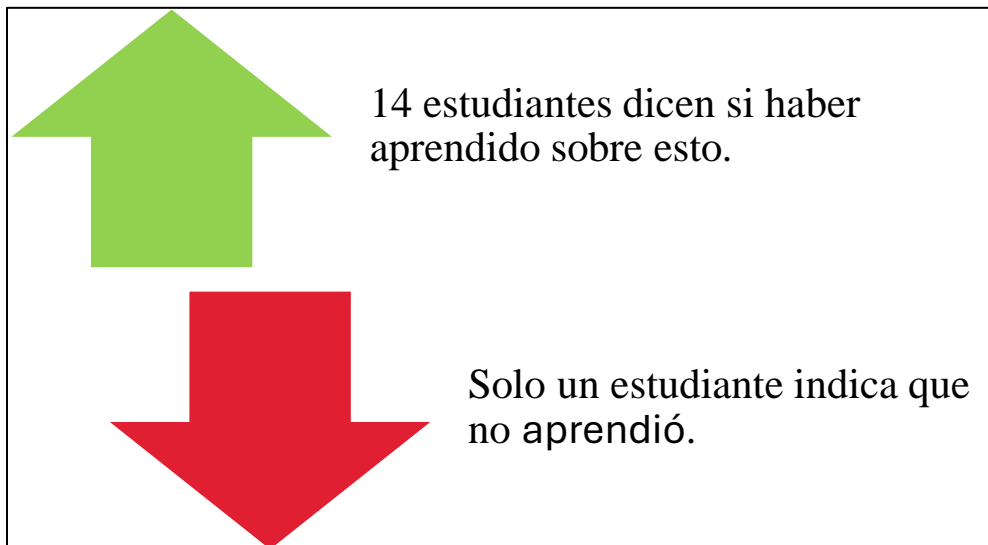 14 estudiantes dicen si haber
aprendido sobre esto.
Solo un estudiante indica que
no aprendió.